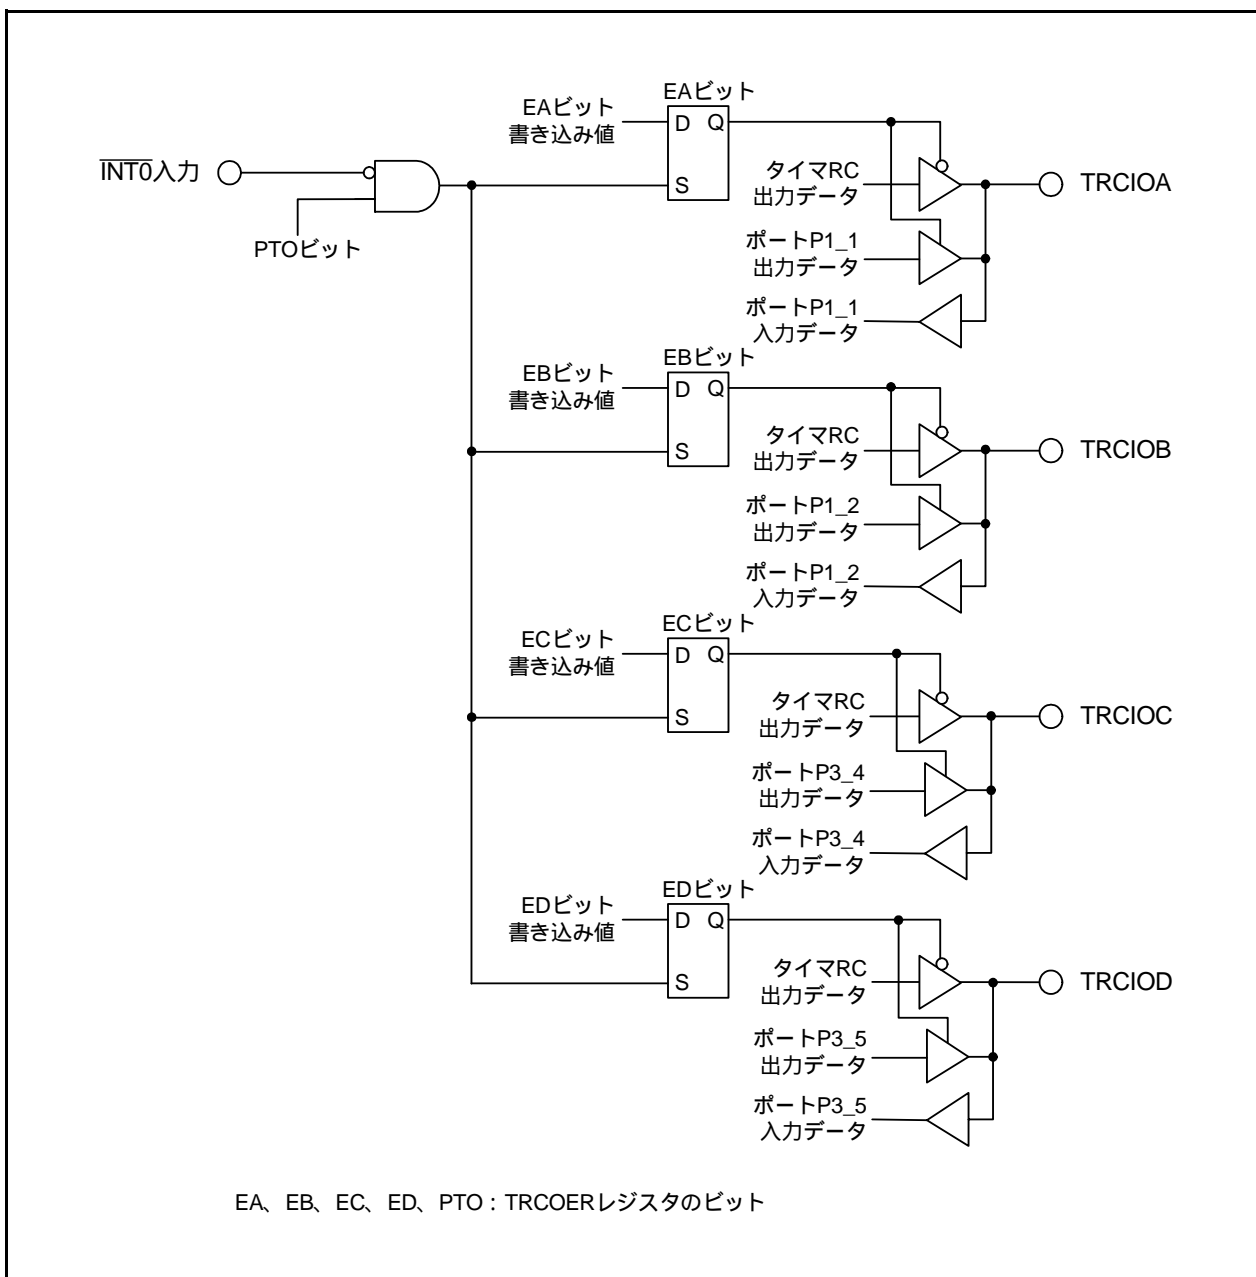 INT0入力
PTOビット
EAビット
EAビット
書き込み値
D Q
S
タイマRC
出力データ
TRCIOA
ポートP1_1
出力データ
ポートP1_1
入力データ
EBビット
EBビット
書き込み値
D Q
S
タイマRC
出力データ
TRCIOB
ポートP1_2
出力データ
ポートP1_2
入力データ
ECビット
ECビット
書き込み値
D Q
S
タイマRC
出力データ
TRCIOC
ポートP3_4
出力データ
ポートP3_4
入力データ
EDビット
EDビット
書き込み値
D Q
S
タイマRC
出力データ
TRCIOD
ポートP3_5
出力データ
ポートP3_5
入力データ
EA、EB、EC、ED、PTO：TRCOERレジスタのビット